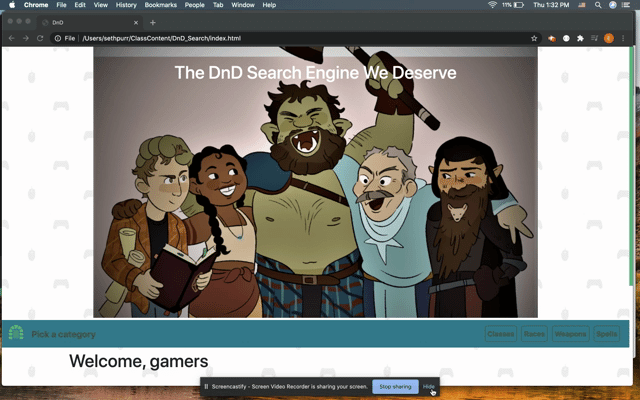 Chrome File Edit View History Bookmarks People Tab Window Help 11% Thu 1:32 PM
DnD
File /Users/sethpurr/ClassContent/DnD_Search/index.html
The DnD Search Engine We Deserve
Pick a category Classes Races Weapons Spells
Welcome, gamers
Screencastify - Screen Video Recorder is sharing your screen. Stop sharing Hide